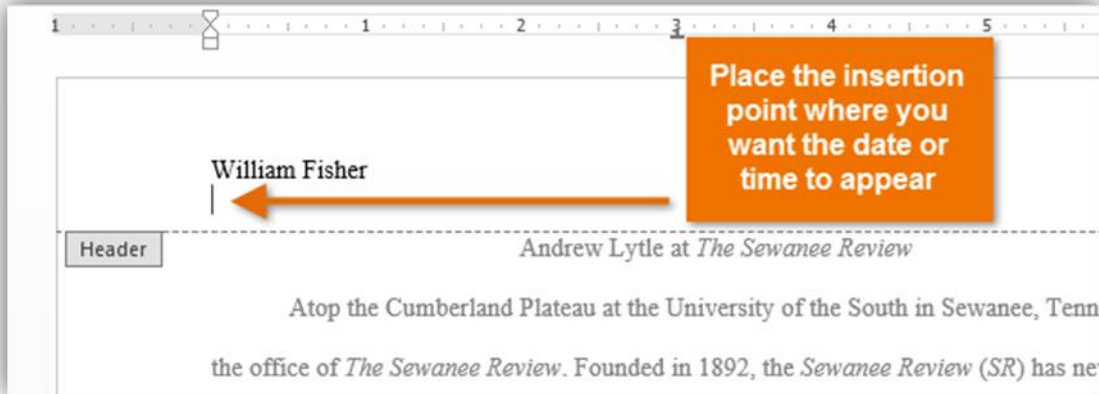 1 1 2 3 4 5
Place the insertion
point where you
want the date or
time to appear
William Fisher
Header
Andrew Lytle at The Sewanee Review
Atop the Cumberland Plateau at the University of the South in Sewanee, Tenn
the office of The Sewanee Review. Founded in 1892, the Sewanee Review (SR) has ne